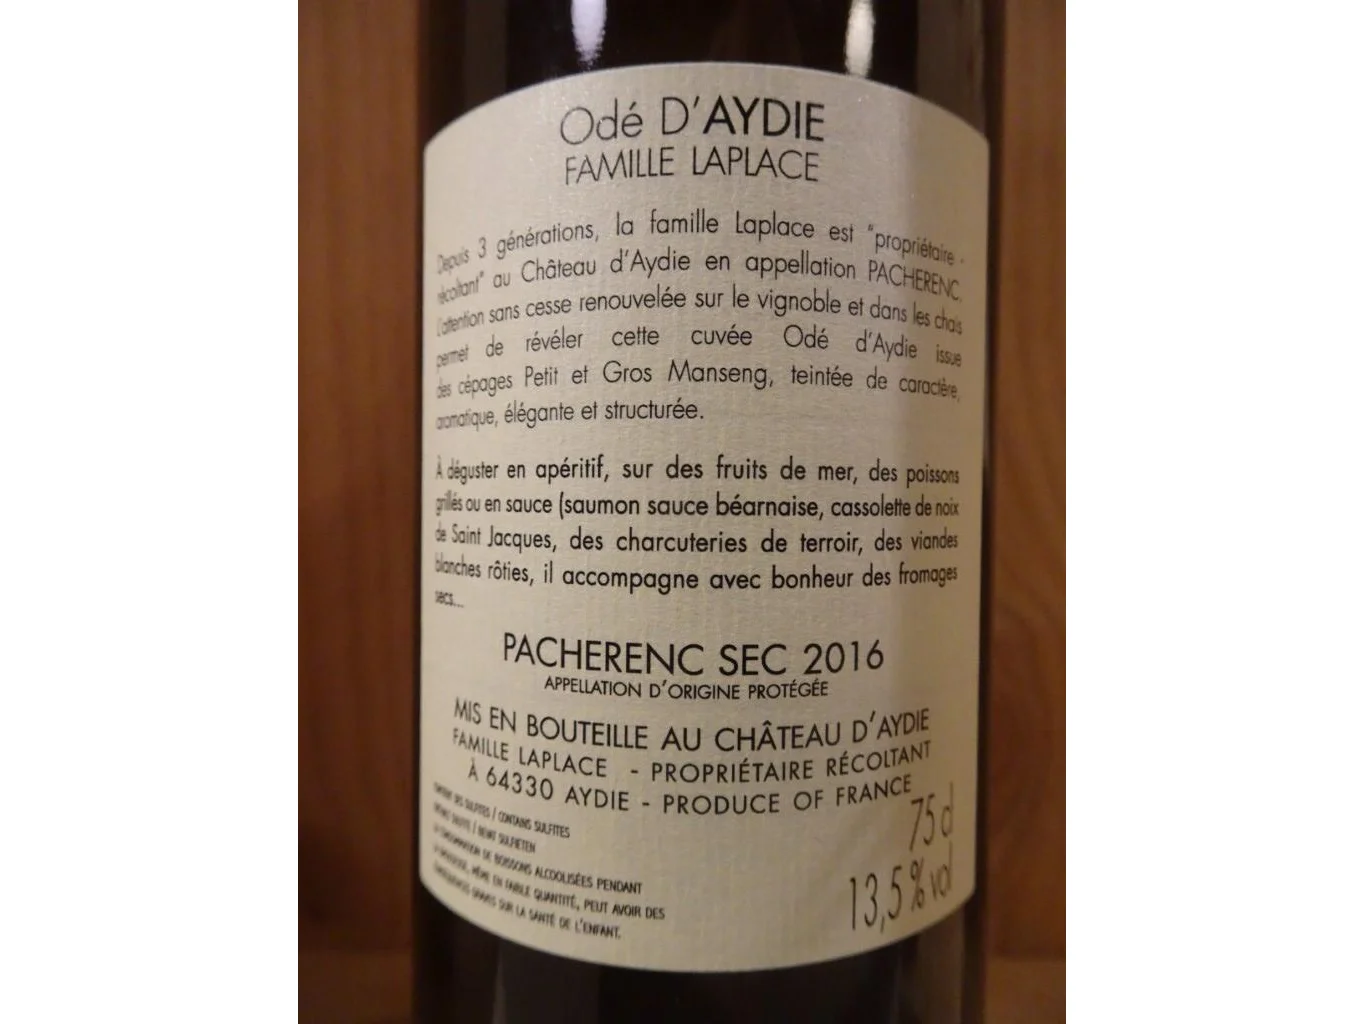 Odé D'AYDIE
FAMILLE LAPLACE
Depuis 3 générations, la famille Laplace est "propriétaire -
récoltant" au Château d'Aydie en appellation PACHERENC.
L'attention sans cesse renouvelée sur le vignoble et dans les chais
permet de révéler cette cuvée Odé d'Aydie issue
des cépages Petit et Gros Manseng, teintée de caractère,
aromatique, élégante et structurée.
À déguster en apéritif, sur des fruits de mer, des poissons
grillés ou en sauce (saumon sauce béarnaise, cassolette de noix
de Saint Jacques, des charcuteries de terroir, des viandes
blanches rôties, il accompagne avec bonheur des fromages
secs...
PACHERENC SEC 2016
APPELLATION D'ORIGINE PROTÉGÉE
MIS EN BOUTEILLE AU CHÂTEAU D'AYDIE
FAMILLE LAPLACE - PROPRIÉTAIRE RÉCOLTANT
À 64330 AYDIE - PRODUCE OF FRANCE
75 cl
13,5 % vol
DES SULFITES / CONTAINS SULFITES
SULFITE
LA CONSOMMATION DE BOISSONS ALCOOLISÉES PENDANT
LA GROSSESSE, MÊME EN FAIBLE QUANTITÉ, PEUT AVOIR DES
CONSÉQUENCES GRAVES SUR LA SANTÉ DE L'ENFANT.